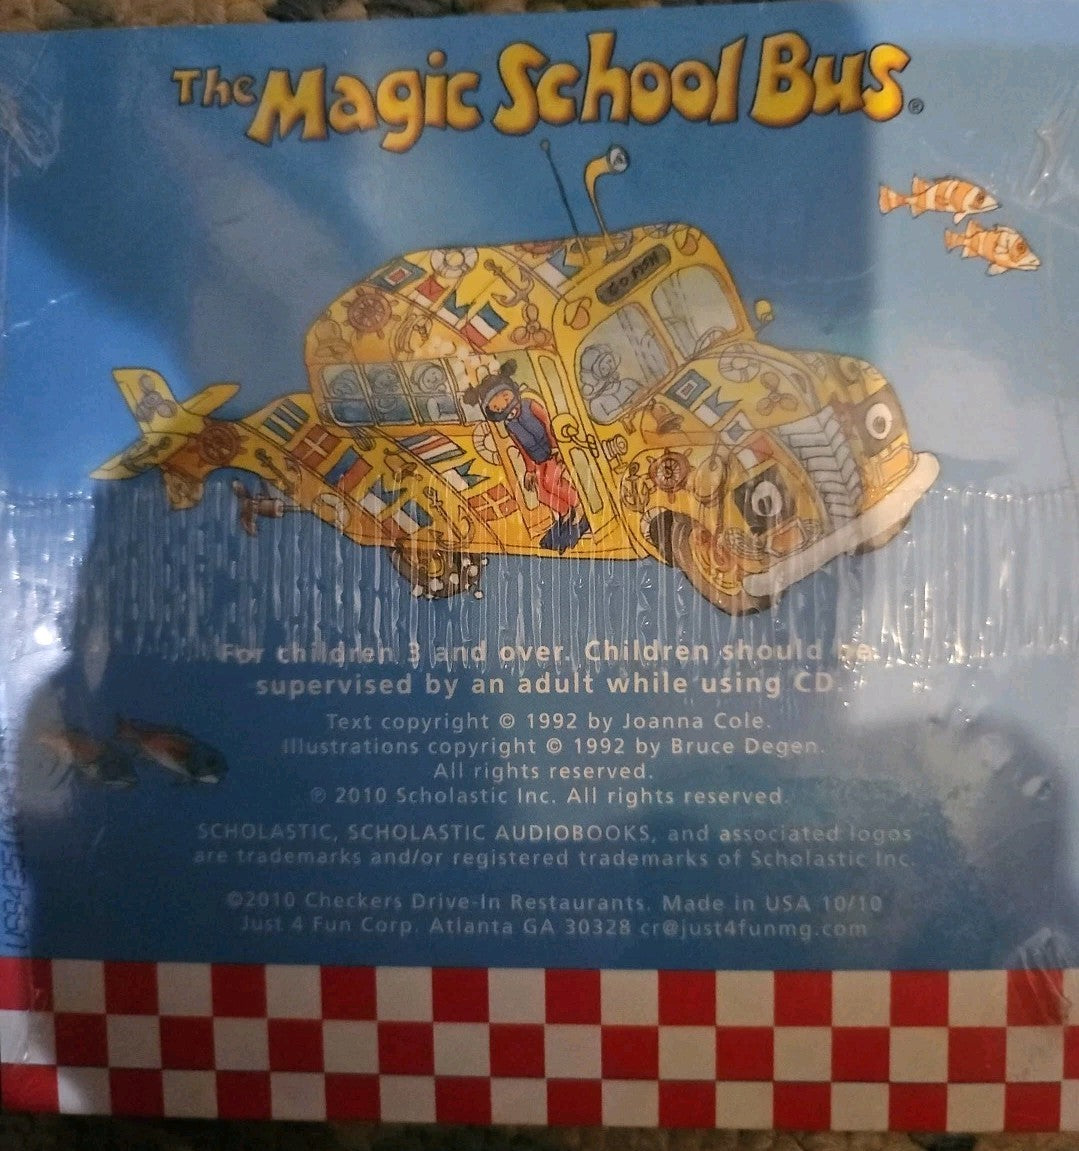 The Magic School Bus®
GO FISH
For children 3 and over. Children should be
supervised by an adult while using CD.
Text copyright © 1992 by Joanna Cole.
Illustrations copyright © 1992 by Bruce Degen.
All rights reserved.
℗ 2010 Scholastic Inc. All rights reserved.
SCHOLASTIC, SCHOLASTIC AUDIOBOOKS, and associated logos
are trademarks and/or registered trademarks of Scholastic Inc.
©2010 Checkers Drive-In Restaurants. Made in USA 10/10
Just 4 Fun Corp. Atlanta GA 30328 cr@just4funmg.com